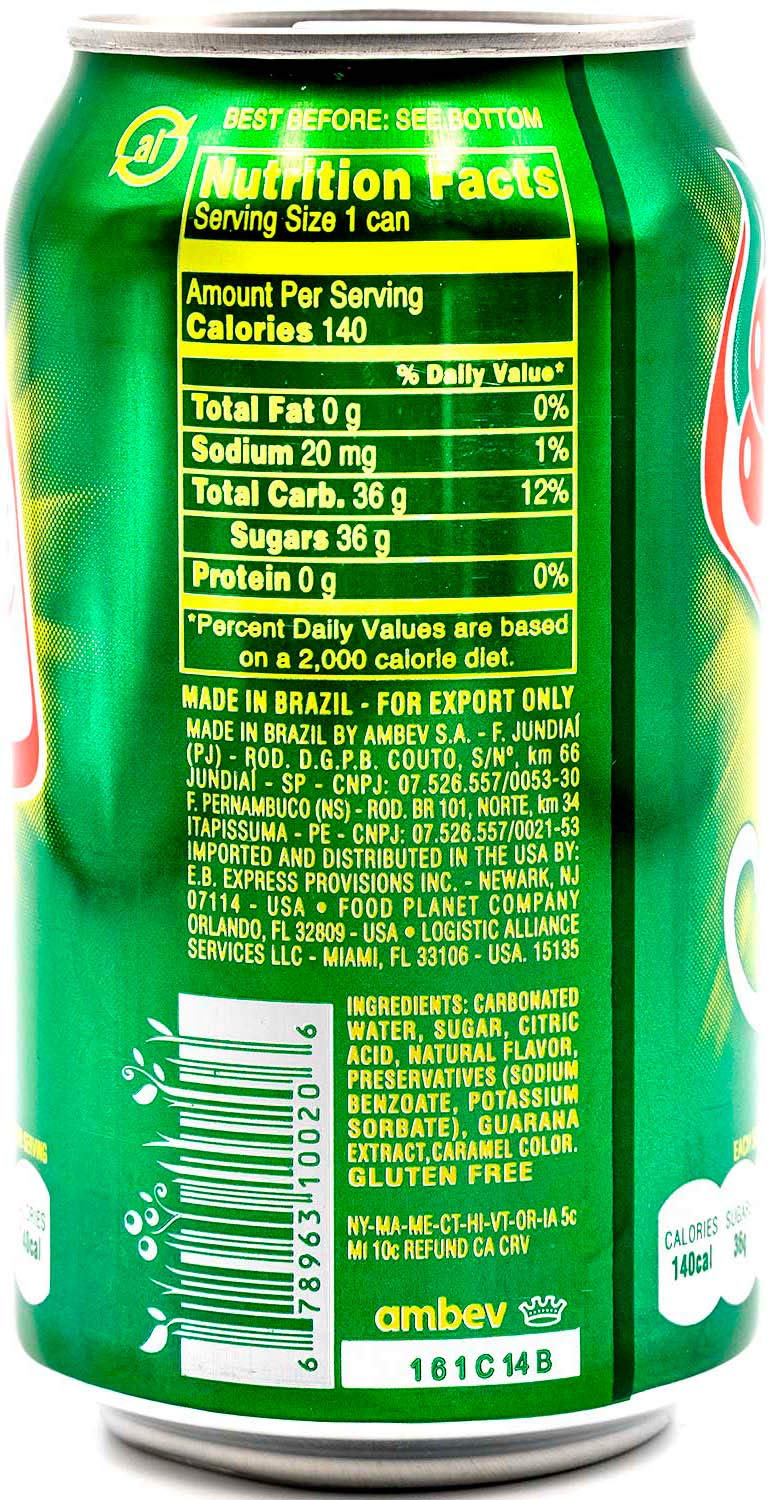 al
BEST BEFORE: SEE BOTTOM
Nutrition Facts
Serving Size 1 can
Amount Per Serving
Calories 140
% Daily Value*
Total Fat 0 g 0%
Sodium 20 mg 1%
Total Carb. 36 g 12%
Sugars 36 g
Protein 0 g 0%
*Percent Daily Values are based
on a 2,000 calorie diet.
MADE IN BRAZIL - FOR EXPORT ONLY
MADE IN BRAZIL BY AMBEV S.A. - F. JUNDIAÍ
(PJ) - ROD. D.G.P.B. COUTO, S/Nº, km 66
JUNDIAÍ - SP - CNPJ: 07.526.557/0053-30
F. PERNAMBUCO (NS) - ROD. BR 101, NORTE, km 34
ITAPISSUMA - PE - CNPJ: 07.526.557/0021-53
IMPORTED AND DISTRIBUTED IN THE USA BY:
E.B. EXPRESS PROVISIONS INC. - NEWARK, NJ
07114 - USA • FOOD PLANET COMPANY
ORLANDO, FL 32809 - USA • LOGISTIC ALLIANCE
SERVICES LLC - MIAMI, FL 33106 - USA. 15135
INGREDIENTS: CARBONATED
WATER, SUGAR, CITRIC
ACID, NATURAL FLAVOR,
PRESERVATIVES (SODIUM
BENZOATE, POTASSIUM
SORBATE), GUARANA
EXTRACT,CARAMEL COLOR.
GLUTEN FREE
NY-MA-ME-CT-HI-VT-OR-IA 5c
MI 10c REFUND CA CRV
6 78963 10020 6
ambev
161C14B
SERVING
CALORIES
140cal
36g